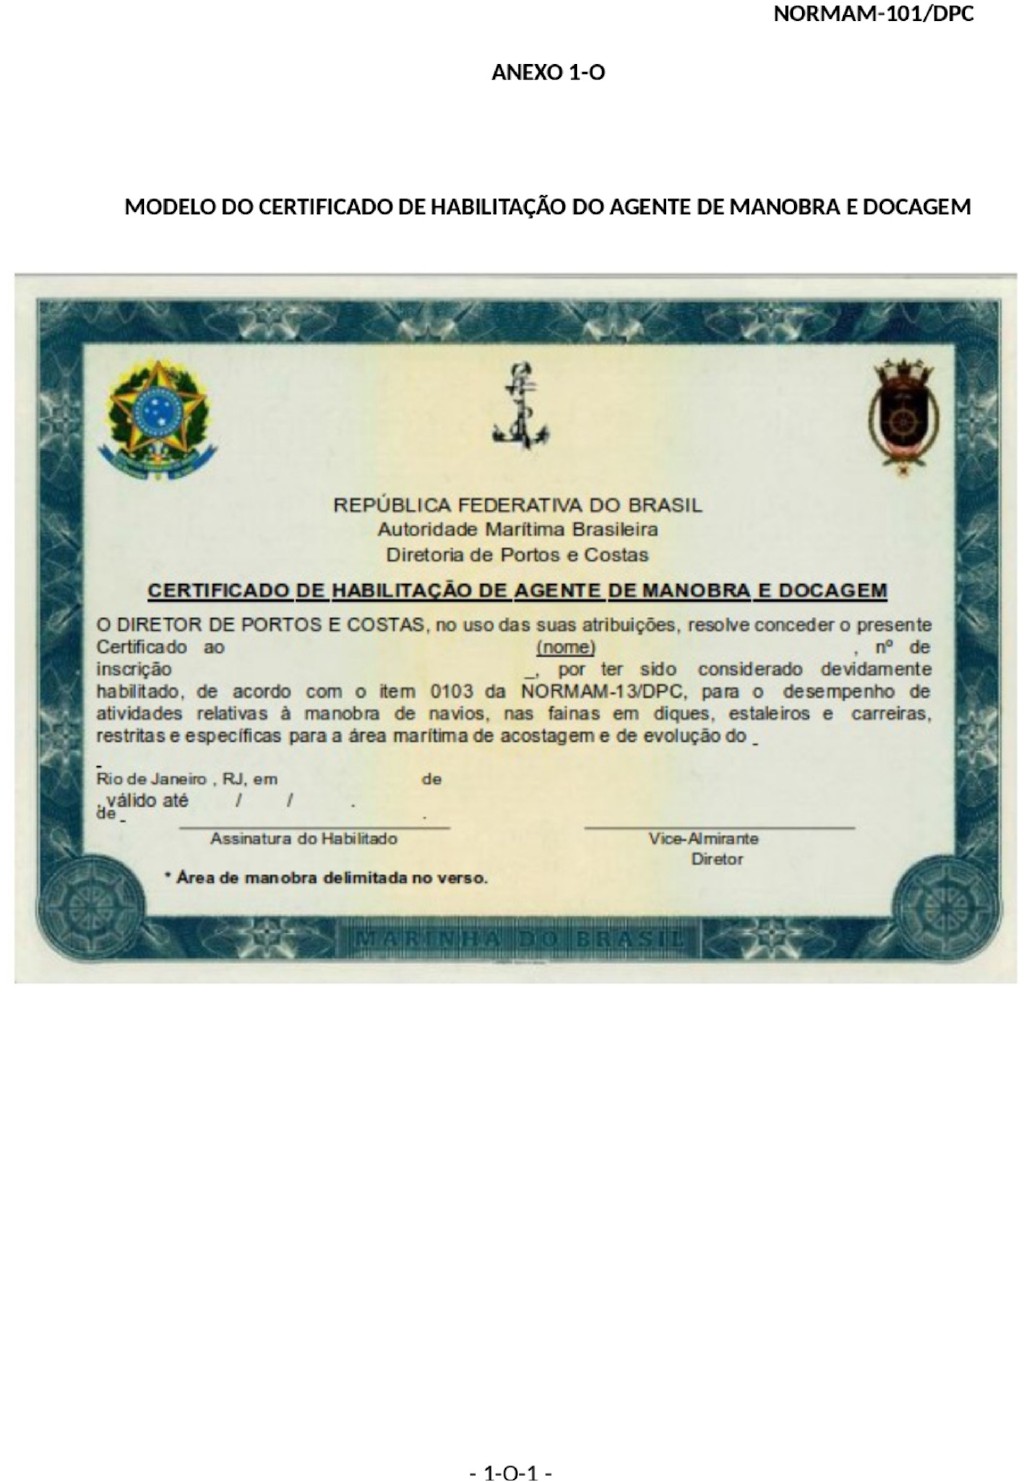 NORMAM-101/DPC
ANEXO 1-O
MODELO DO CERTIFICADO DE HABILITAÇÃO DO AGENTE DE MANOBRA E DOCAGEM
REPÚBLICA FEDERATIVA DO BRASIL
Autoridade Marítima Brasileira
Diretoria de Portos e Costas
CERTIFICADO DE HABILITAÇÃO DE AGENTE DE MANOBRA E DOCAGEM
O DIRETOR DE PORTOS E COSTAS, no uso das suas atribuições, resolve conceder o presente
Certificado ao (nome) , nº de
inscrição _, por ter sido considerado devidamente
habilitado, de acordo com o item 0103 da NORMAM-13/DPC, para o desempenho de
atividades relativas à manobra de navios, nas fainas em diques, estaleiros e carreiras,
restritas e específicas para a área marítima de acostagem e de evolução do _
_
Rio de Janeiro , RJ, em de
, válido até / / .
de _ .
Assinatura do Habilitado Vice-Almirante
Diretor
* Área de manobra delimitada no verso.
MARINHA DO BRASIL
- 1-O-1 -